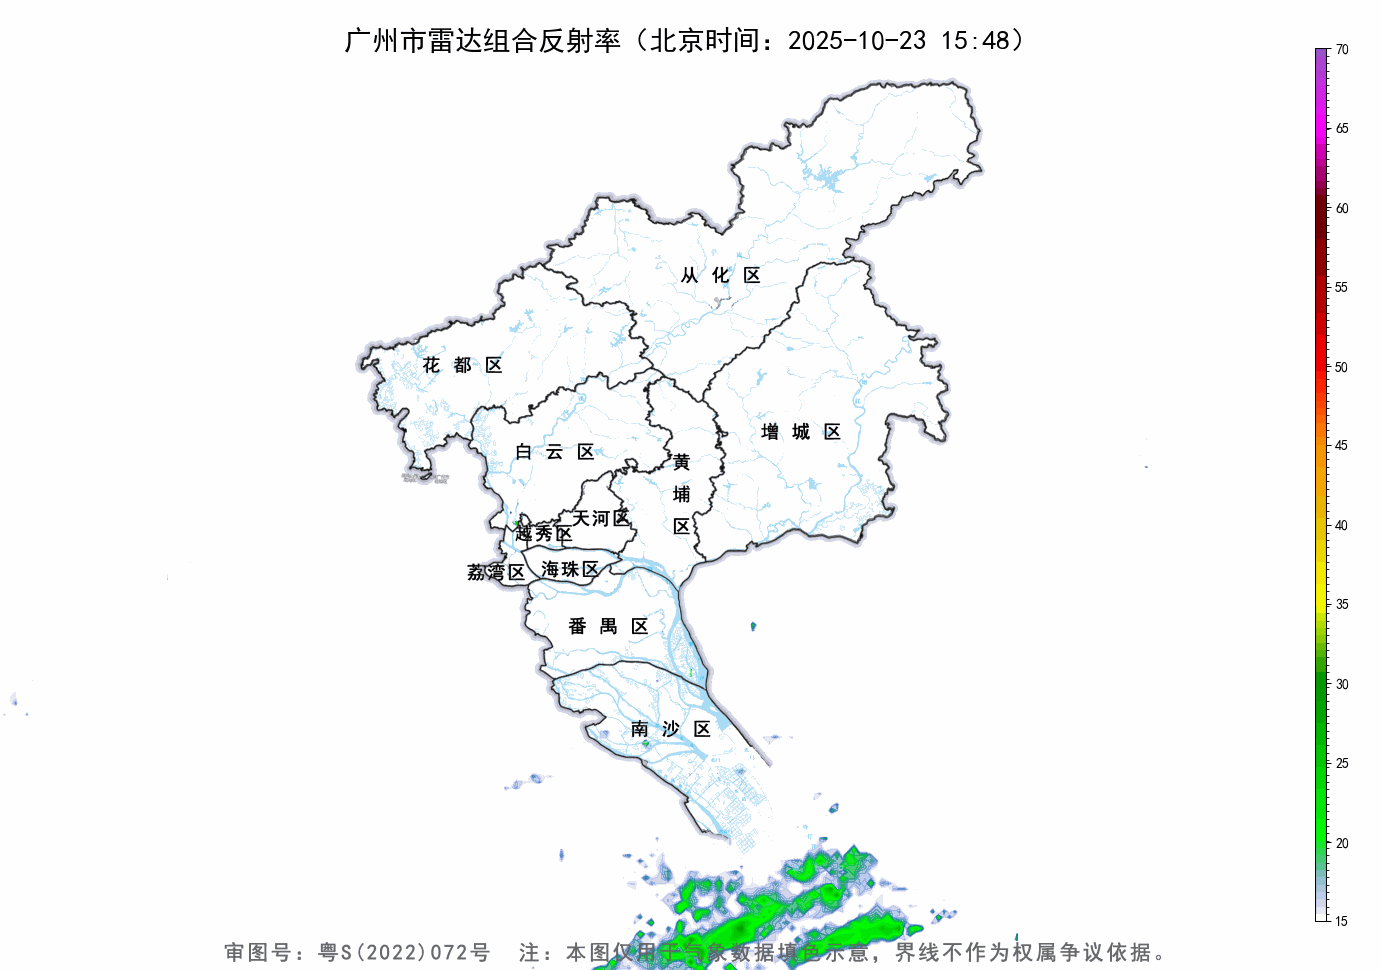 广州市雷达组合反射率（北京时间：2025-10-23 15:48）
70
65
60
55
50
45
40
35
30
25
20
15
从化区
花都区
增城区
白云区
黄埔区
天河区
越秀区
海珠区
荔湾区
番禺区
南沙区
审图号：粤S(2022)072号 注：本图仅用于气象数据填色示意，界线不作为权属争议依据。